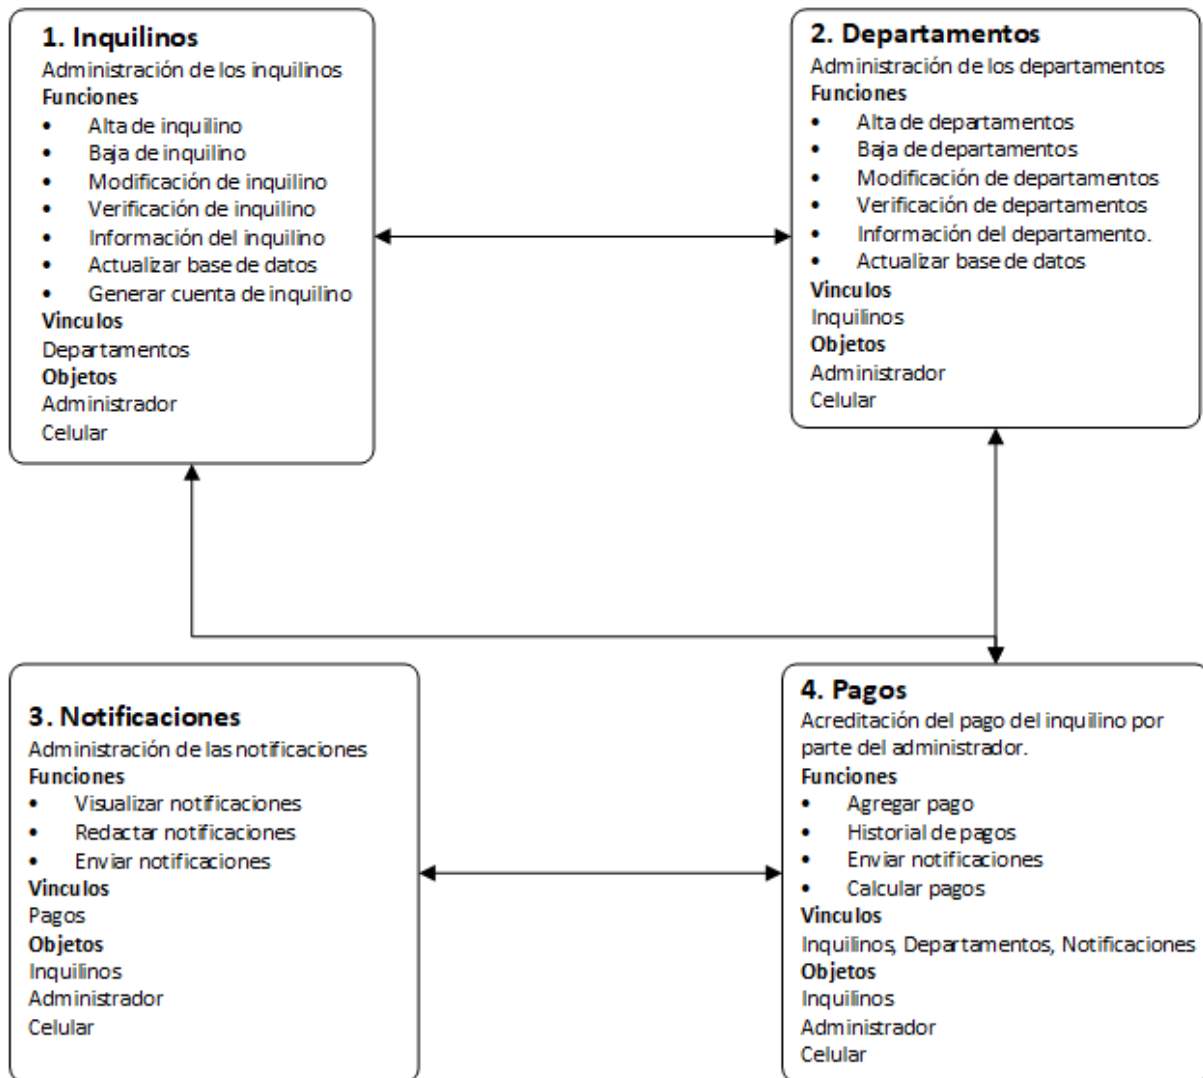 1. Inquilinos
Administración de los inquilinos
Funciones
• Alta de inquilino
• Baja de inquilino
• Modificación de inquilino
• Verificación de inquilino
• Información del inquilino
• Actualizar base de datos
• Generar cuenta de inquilino
Vinculos
Departamentos
Objetos
Administrador
Celular
2. Departamentos
Administración de los departamentos
Funciones
• Alta de departamentos
• Baja de departamentos
• Modificación de departamentos
• Verificación de departamentos
• Información del departamento.
• Actualizar base de datos
Vinculos
Inquilinos
Objetos
Administrador
Celular
3. Notificaciones
Administración de las notificaciones
Funciones
• Visualizar notificaciones
• Redactar notificaciones
• Enviar notificaciones
Vinculos
Pagos
Objetos
Inquilinos
Administrador
Celular
4. Pagos
Acreditación del pago del inquilino por
parte del administrador.
Funciones
• Agregar pago
• Historial de pagos
• Enviar notificaciones
• Calcular pagos
Vinculos
Inquilinos, Departamentos, Notificaciones
Objetos
Inquilinos
Administrador
Celular